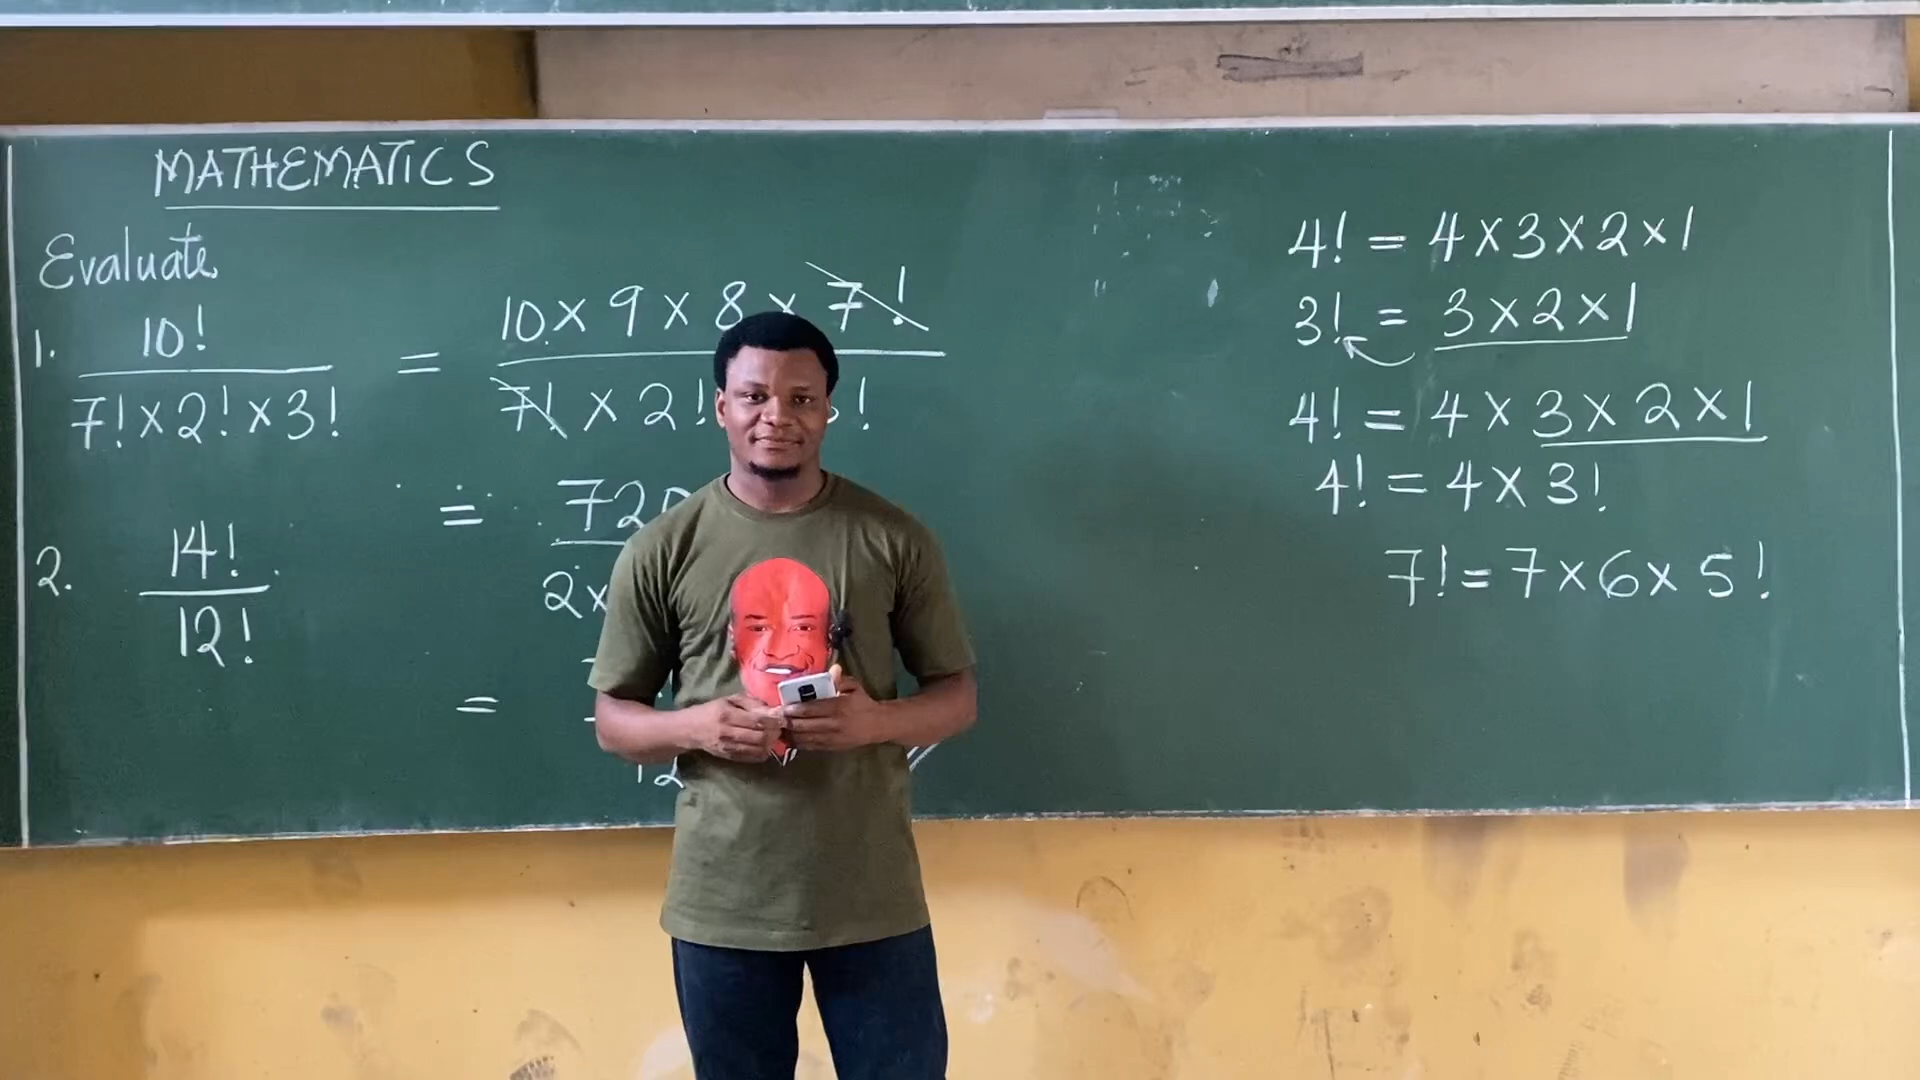 MATHEMATICS
Evaluate
1. 10! / 7! × 2! × 3! = 10 × 9 × 8 × 7! / 7! × 2! !
= 720
2×
=
12
2. 14! / 12!
4! = 4 × 3 × 2 × 1
3! = 3 × 2 × 1
4! = 4 × 3 × 2 × 1
4! = 4 × 3!
7! = 7 × 6 × 5!